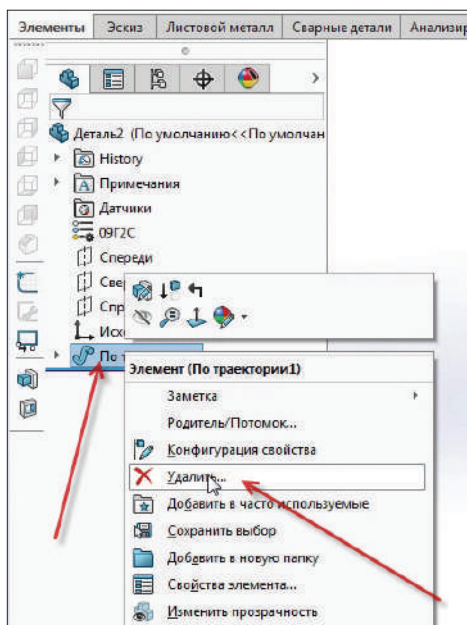 Элементы Эскиз Листовой металл Сварные детали Анализир
Деталь2 (По умолчанию<<По умолчан
History
Примечания
Датчики
09Г2С
Спереди
Све
Спр
Исх
По т
Элемент (По траектории1)
Заметка
Родитель/Потомок...
Конфигурация свойства
Удалить...
Добавить в часто используемые
Сохранить выбор
Добавить в новую папку
Свойства элемента...
Изменить прозрачность